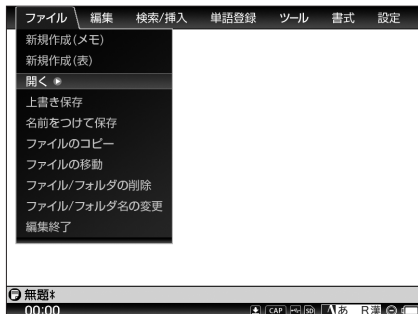 ファイル 編集 検索/挿入 単語登録 ツール 書式 設定
新規作成(メモ)
新規作成(表)
開く
上書き保存
名前をつけて保存
ファイルのコピー
ファイルの移動
ファイル/フォルダの削除
ファイル/フォルダ名の変更
編集終了
無題*
00:00 CAP SD あ R漢